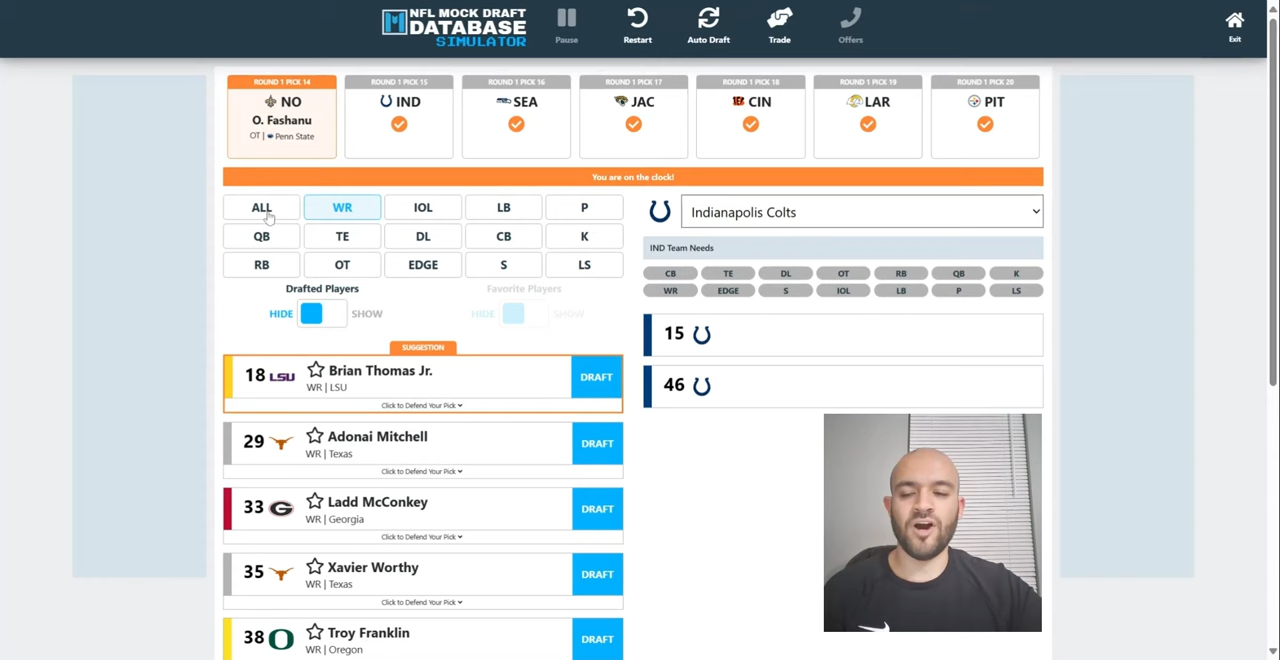 NFL MOCK DRAFT
DATABASE
SIMULATOR
Pause
Restart
Auto Draft
Trade
Offers
Exit
ROUND 1 PICK 14
NO
O. Fashanu
OT | Penn State
ROUND 1 PICK 15
IND
ROUND 1 PICK 16
SEA
ROUND 1 PICK 17
JAC
ROUND 1 PICK 18
CIN
ROUND 1 PICK 19
LAR
ROUND 1 PICK 20
PIT
You are on the clock!
ALL WR IOL LB P
QB TE DL CB K
RB OT EDGE S LS
Drafted Players
HIDE SHOW
Favorite Players
HIDE SHOW
SUGGESTION
18 LSU Brian Thomas Jr. DRAFT
WR | LSU
Click to Defend Your Pick
29 Adonai Mitchell DRAFT
WR | Texas
Click to Defend Your Pick
33 Ladd McConkey DRAFT
WR | Georgia
Click to Defend Your Pick
35 Xavier Worthy DRAFT
WR | Texas
Click to Defend Your Pick
38 Troy Franklin DRAFT
WR | Oregon
Indianapolis Colts
IND Team Needs
CB TE DL OT RB QB K
WR EDGE S IOL LB P LS
15
46